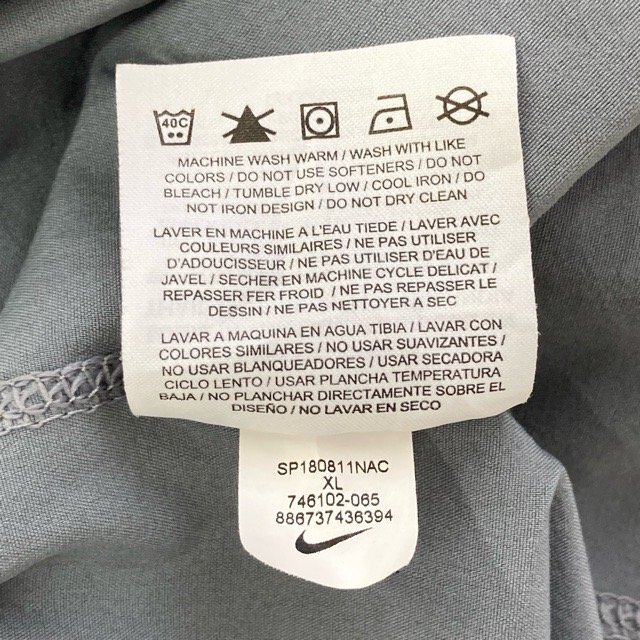 40C
MACHINE WASH WARM / WASH WITH LIKE
COLORS / DO NOT USE SOFTENERS / DO NOT
BLEACH / TUMBLE DRY LOW / COOL IRON / DO
NOT IRON DESIGN / DO NOT DRY CLEAN
LAVER EN MACHINE A L'EAU TIEDE / LAVER AVEC
COULEURS SIMILAIRES / NE PAS UTILISER
D'ADOUCISSEUR / NE PAS UTILISER D'EAU DE
JAVEL / SECHER EN MACHINE CYCLE DELICAT /
REPASSER FER FROID / NE PAS REPASSER LE
DESSIN / NE PAS NETTOYER A SEC
LAVAR A MAQUINA EN AGUA TIBIA / LAVAR CON
COLORES SIMILARES / NO USAR SUAVIZANTES /
NO USAR BLANQUEADORES / USAR SECADORA
CICLO LENTO / USAR PLANCHA TEMPERATURA
BAJA / NO PLANCHAR DIRECTAMENTE SOBRE EL
DISEÑO / NO LAVAR EN SECO
SP180811NAC
XL
746102-065
886737436394